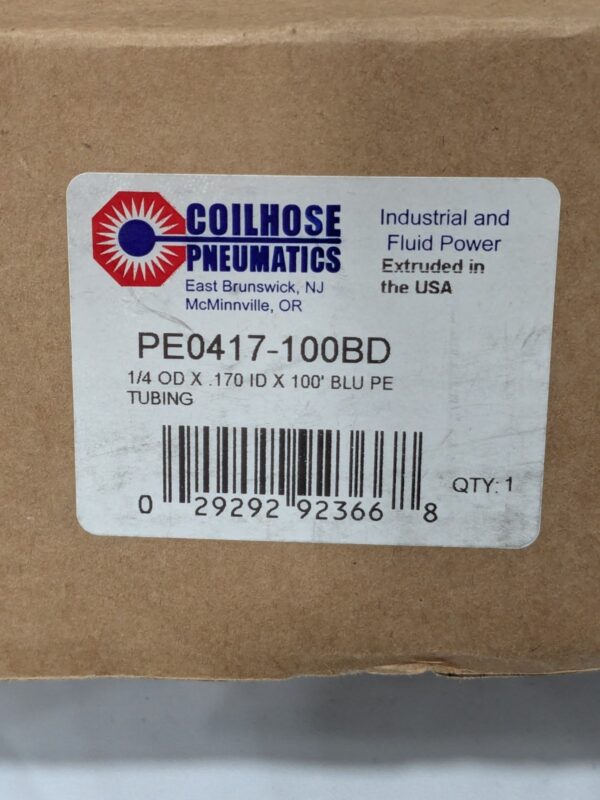 COILHOSE
PNEUMATICS
East Brunswick, NJ
McMinnville, OR
Industrial and
Fluid Power
Extruded in
the USA
PE0417-100BD
1/4 OD X .170 ID X 100' BLU PE
TUBING
0 29292 92366 8
QTY: 1